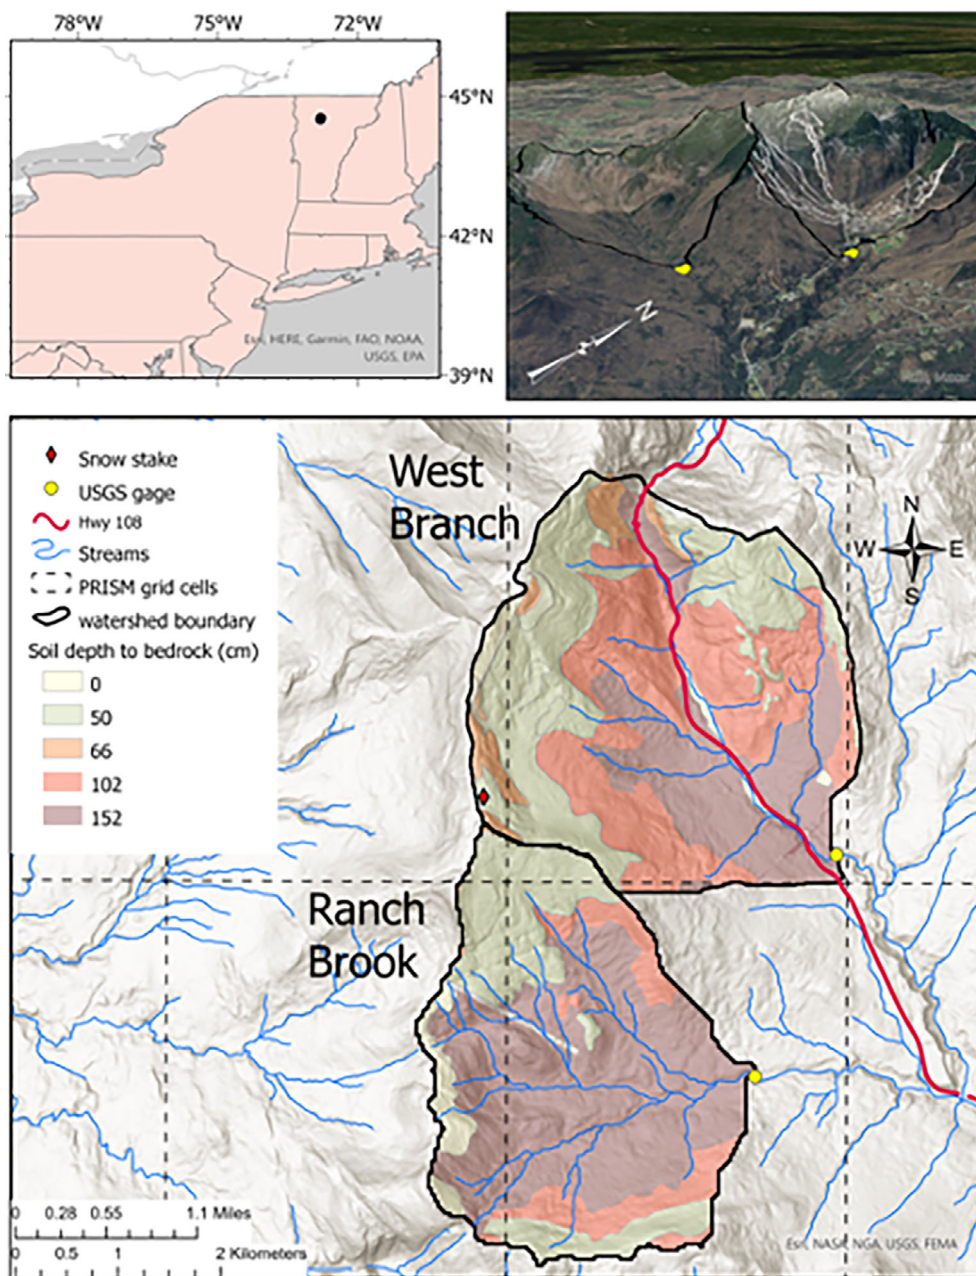 78°W 75°W 72°W
45°N
42°N
39°N
Esri, HERE, Garmin, FAO, NOAA,
USGS, EPA
N
Snow stake
USGS gage
Hwy 108
Streams
PRISM grid cells
watershed boundary
Soil depth to bedrock (cm)
0
50
66
102
152
West
Branch
N
W E
S
Ranch
Brook
0 0.28 0.55 1.1 Miles
0 0.5 1 2 Kilometers
Esri, NASA, NGA, USGS, FEMA